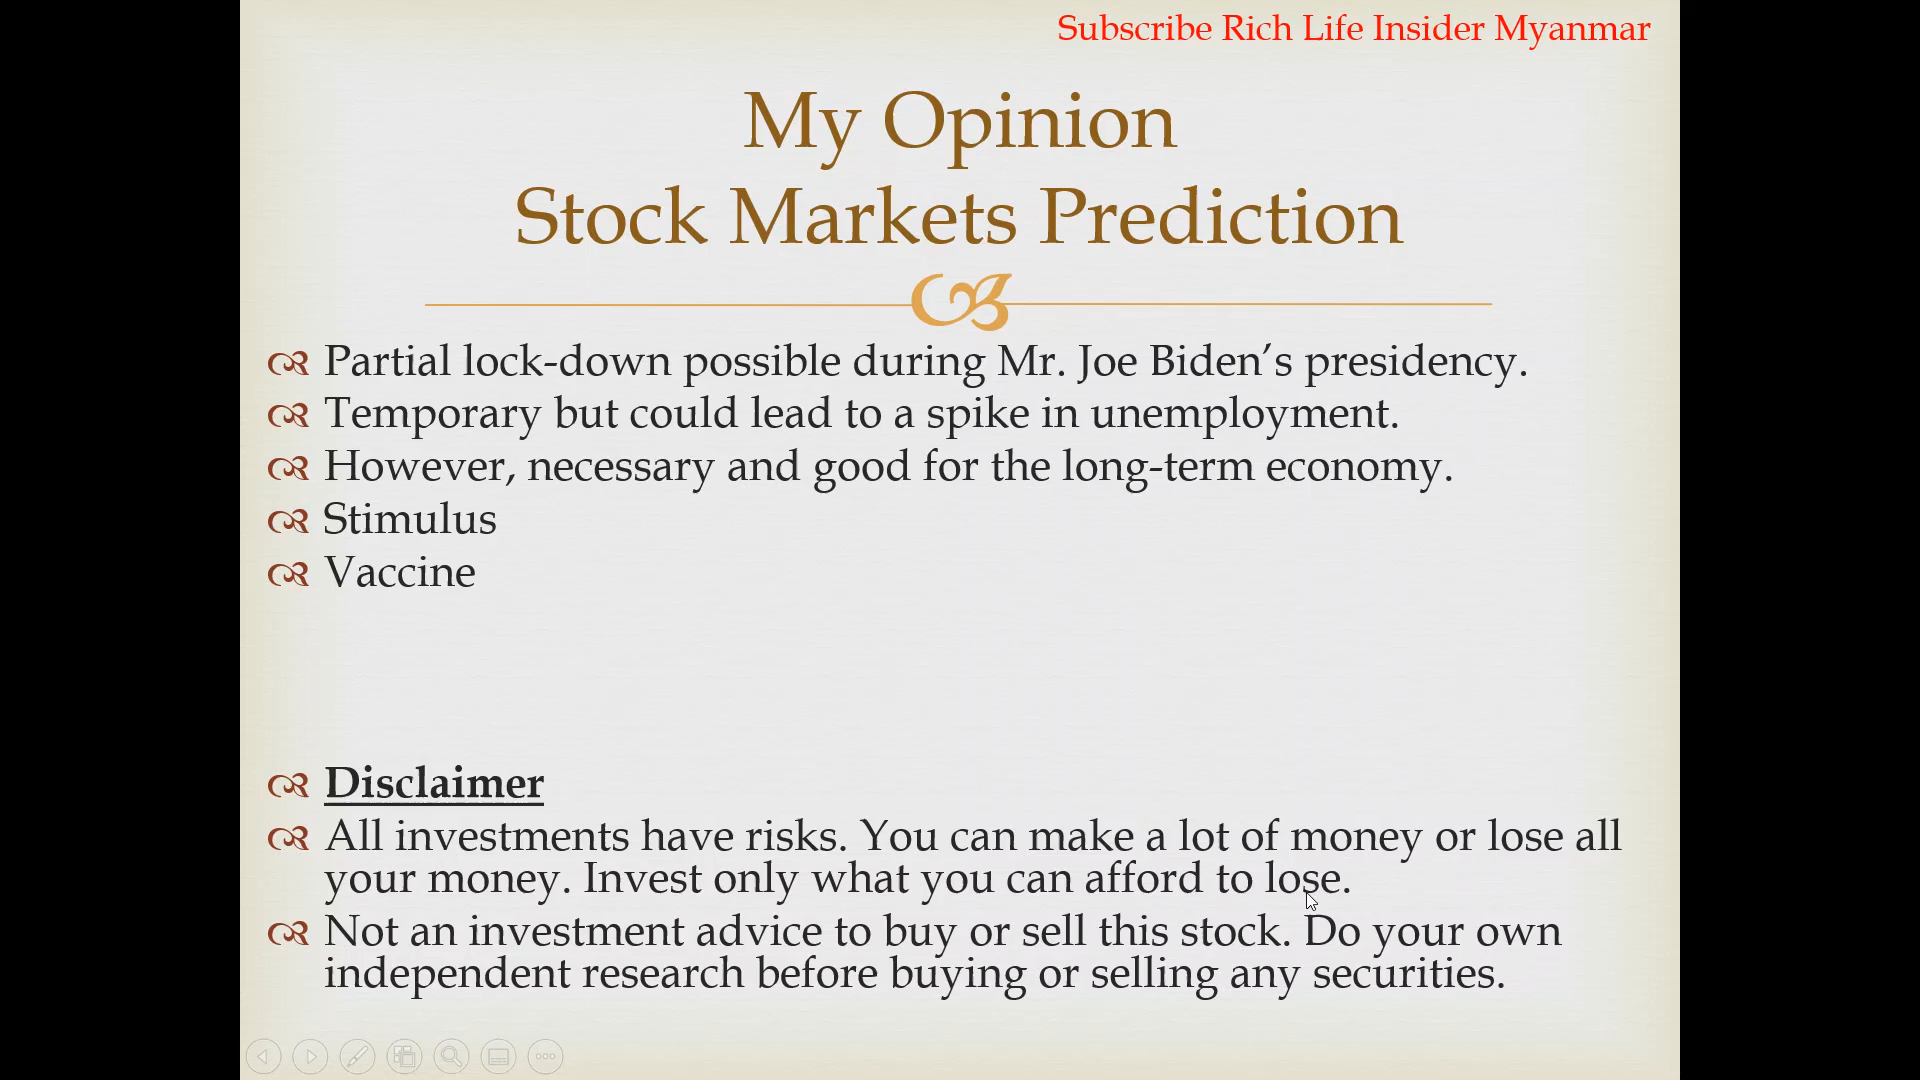 Subscribe Rich Life Insider Myanmar
My Opinion
Stock Markets Prediction
Partial lock-down possible during Mr. Joe Biden’s presidency.
Temporary but could lead to a spike in unemployment.
However, necessary and good for the long-term economy.
Stimulus
Vaccine
Disclaimer
All investments have risks. You can make a lot of money or lose all
your money. Invest only what you can afford to lose.
Not an investment advice to buy or sell this stock. Do your own
independent research before buying or selling any securities.